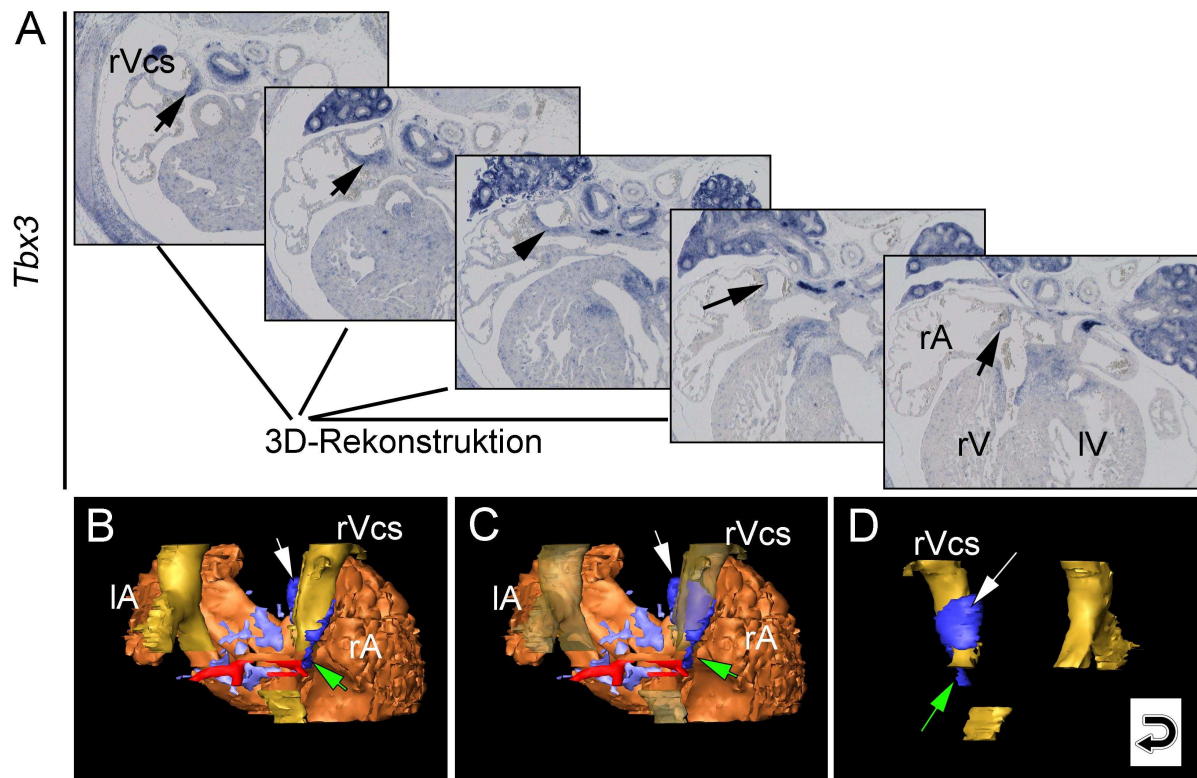 A
Tbx3
rVcs
rA
rV
lV
3D-Rekonstruktion
B
rVcs
lA
rA
C
rVcs
lA
rA
D
rVcs